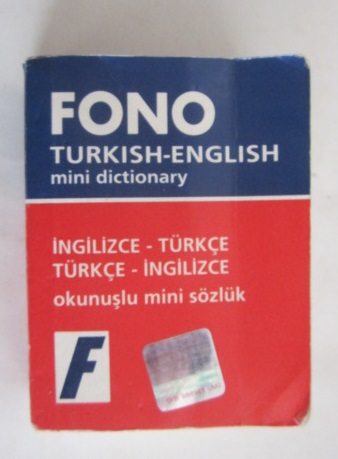 FONO
TURKISH-ENGLISH
mini dictionary
İNGİLİZCE - TÜRKÇE
TÜRKÇE - İNGİLİZCE
okunuşlu mini sözlük
F